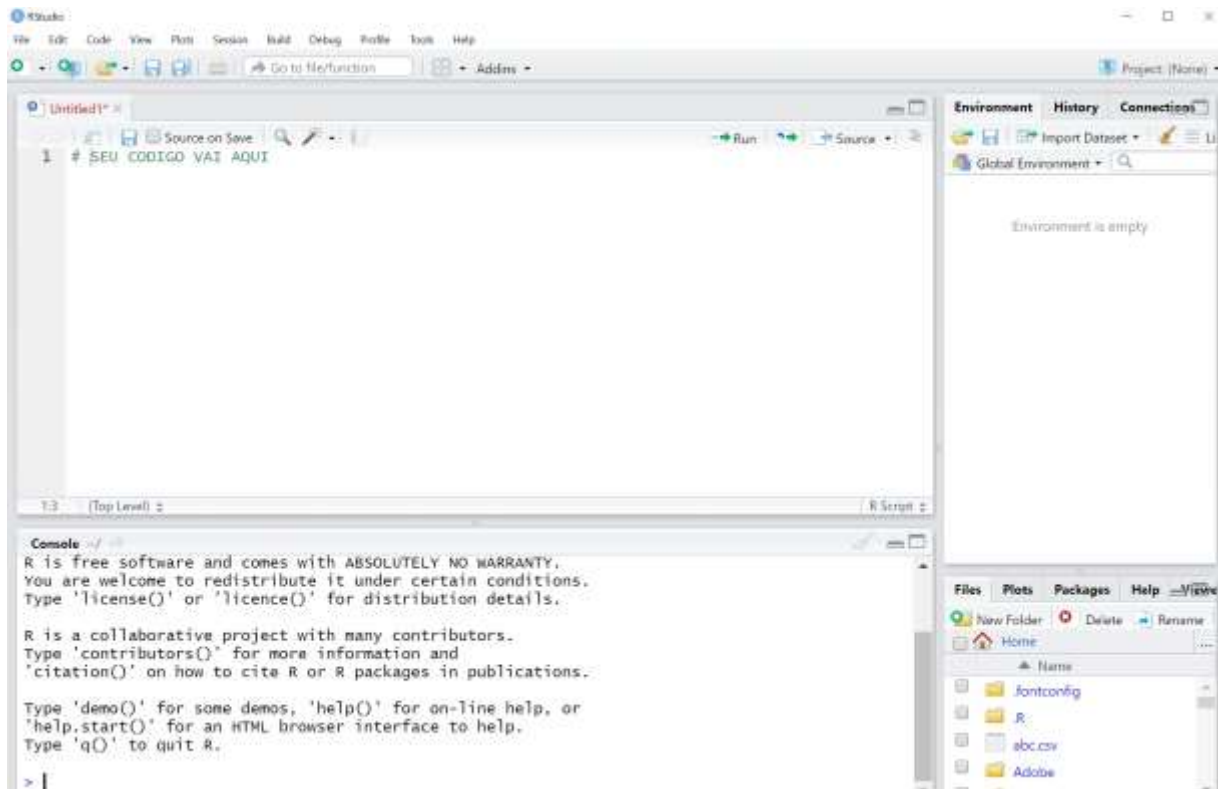 RStudio
File Edit Code View Plots Session Build Debug Profile Tools Help
Go to file/function Addins Project: (None)
Untitled1*
Source on Save Run Source
1 # SEU CODIGO VAI AQUI
1:3 (Top Level) R Script
Console ~/
R is free software and comes with ABSOLUTELY NO WARRANTY.
You are welcome to redistribute it under certain conditions.
Type 'license()' or 'licence()' for distribution details.
R is a collaborative project with many contributors.
Type 'contributors()' for more information and
'citation()' on how to cite R or R packages in publications.
Type 'demo()' for some demos, 'help()' for on-line help, or
'help.start()' for an HTML browser interface to help.
Type 'q()' to quit R.
>
Environment History Connections
Import Dataset Li
Global Environment
Environment is empty
Files Plots Packages Help Viewe
New Folder Delete Rename
Home ...
Name
.fontconfig
.R
abc.csv
Adobe